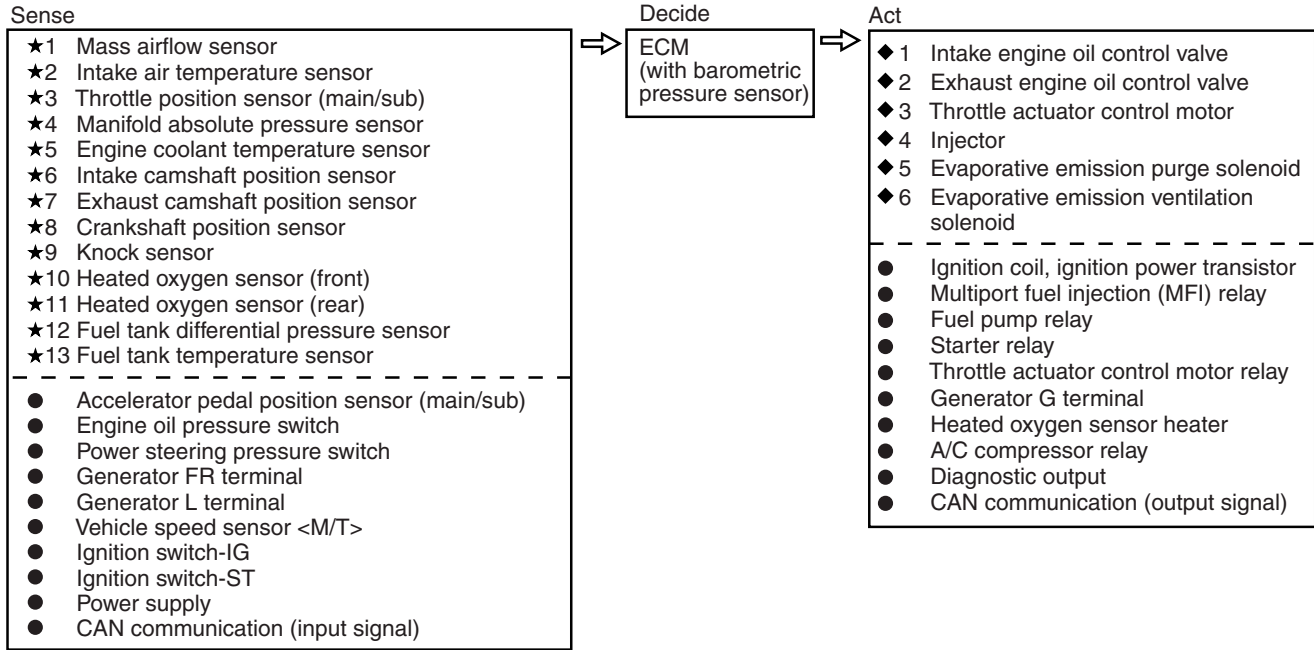 Sense
★1 Mass airflow sensor
★2 Intake air temperature sensor
★3 Throttle position sensor (main/sub)
★4 Manifold absolute pressure sensor
★5 Engine coolant temperature sensor
★6 Intake camshaft position sensor
★7 Exhaust camshaft position sensor
★8 Crankshaft position sensor
★9 Knock sensor
★10 Heated oxygen sensor (front)
★11 Heated oxygen sensor (rear)
★12 Fuel tank differential pressure sensor
★13 Fuel tank temperature sensor
● Accelerator pedal position sensor (main/sub)
● Engine oil pressure switch
● Power steering pressure switch
● Generator FR terminal
● Generator L terminal
● Vehicle speed sensor <M/T>
● Ignition switch-IG
● Ignition switch-ST
● Power supply
● CAN communication (input signal)
Decide
ECM
(with barometric
pressure sensor)
Act
◆1 Intake engine oil control valve
◆2 Exhaust engine oil control valve
◆3 Throttle actuator control motor
◆4 Injector
◆5 Evaporative emission purge solenoid
◆6 Evaporative emission ventilation
solenoid
● Ignition coil, ignition power transistor
● Multiport fuel injection (MFI) relay
● Fuel pump relay
● Starter relay
● Throttle actuator control motor relay
● Generator G terminal
● Heated oxygen sensor heater
● A/C compressor relay
● Diagnostic output
● CAN communication (output signal)